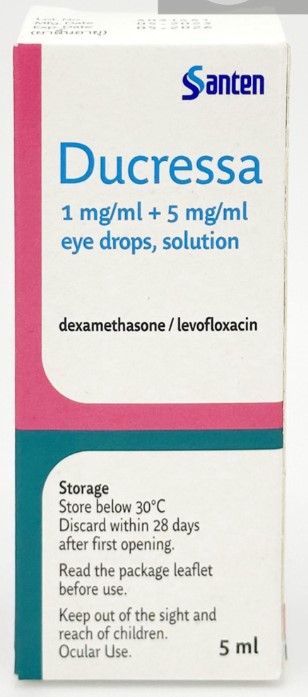 Santen
Ducressa
1 mg/ml + 5 mg/ml
eye drops, solution
dexamethasone / levofloxacin
Storage
Store below 30°C
Discard within 28 days
after first opening.
Read the package leaflet
before use.
Keep out of the sight and
reach of children.
Ocular Use.
5 ml